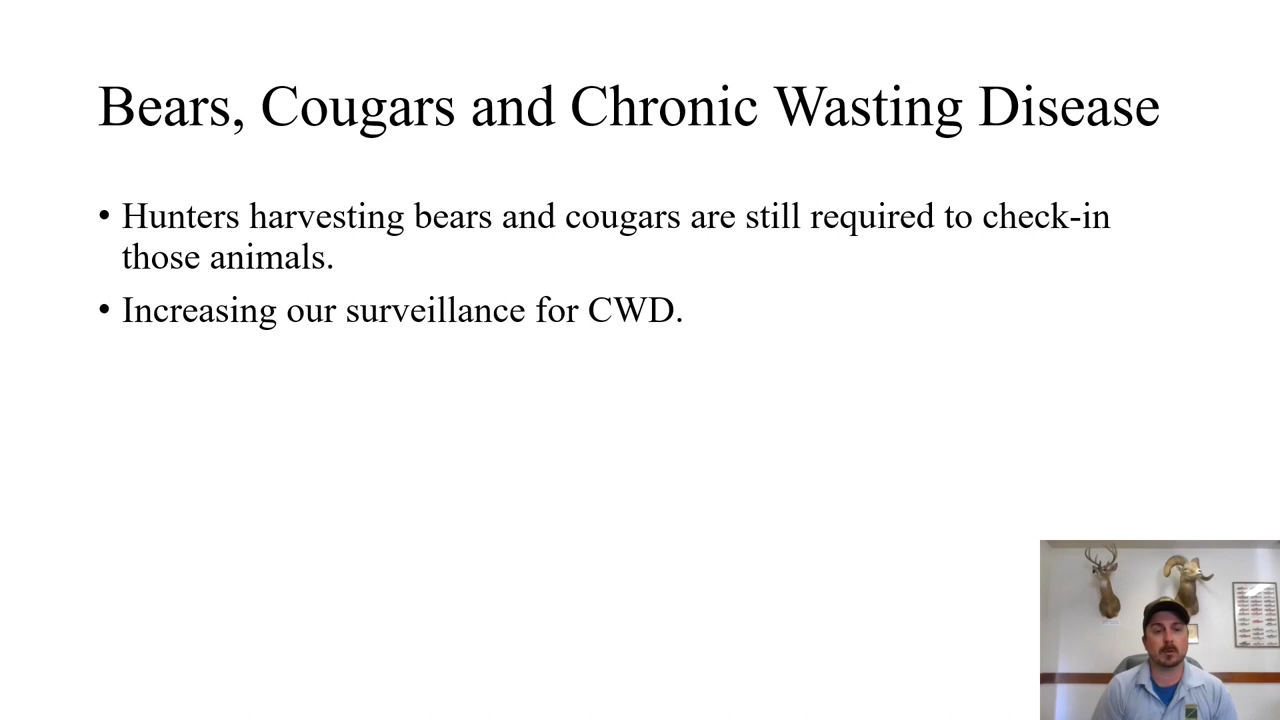 Bears, Cougars and Chronic Wasting Disease
• Hunters harvesting bears and cougars are still required to check-in
those animals.
• Increasing our surveillance for CWD.